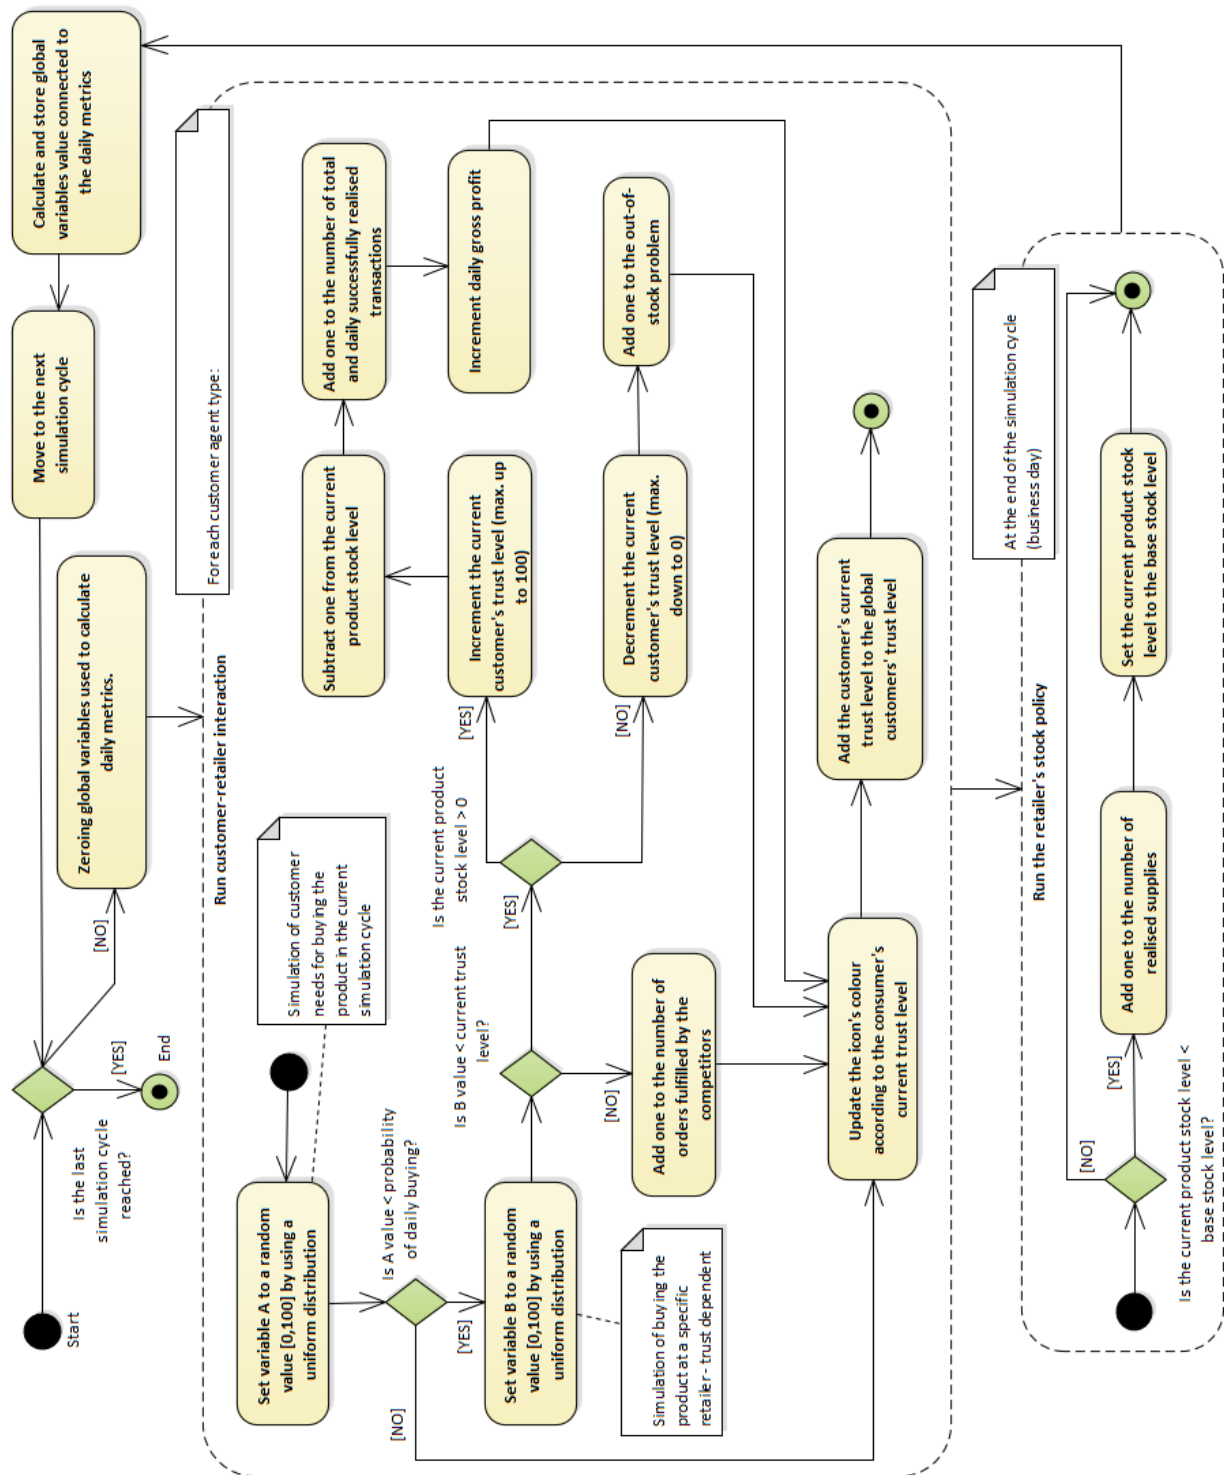 Start
Is the last
simulation cycle
reached?
[YES]
End
[NO]
Zeroing global variables used to calculate
daily metrics.
Move to the next
simulation cycle
Calculate and store global
variables value connected to
the daily metrics
Run customer-retailer interaction
For each customer agent type:
Set variable A to a random
value [0,100] by using a
uniform distribution
Simulation of customer
needs for buying the
product in the current
simulation cycle
Is A value < probability
of daily buying?
[NO]
[YES]
Set variable B to a random
value [0,100] by using a
uniform distribution
Simulation of buying the
product at a specific
retailer - trust dependent
Is B value < current trust
level?
[NO]
[YES]
Add one to the number of
orders fulfilled by the
competitors
Is the current product
stock level > 0
[YES]
[NO]
Increment the current
customer's trust level (max. up
to 100)
Subtract one from the current
product stock level
Add one to the number of total
and daily successfully realised
transactions
Increment daily gross profit
Decrement the current
customer's trust level (max.
down to 0)
Add one to the out-of-
stock problem
Update the icon's colour
according to the consumer's
current trust level
Add the customer's current
trust level to the global
customers' trust level
Run the retailer's stock policy
At the end of the simulation cycle
(business day)
Is the current product stock level <
base stock level?
[NO]
[YES]
Add one to the number of
realised supplies
Set the current product stock
level to the base stock level